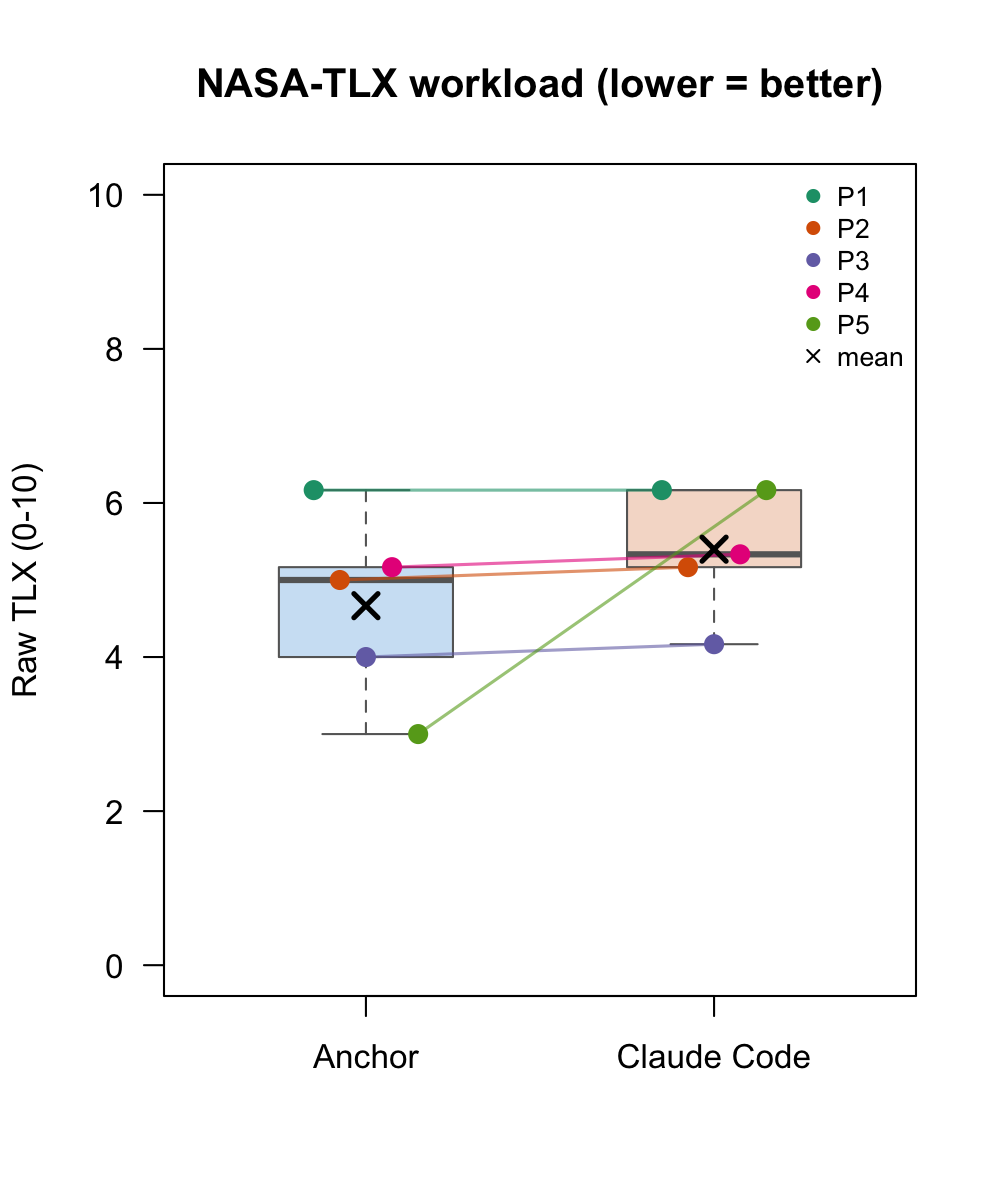 NASA-TLX workload (lower = better)
10
8
6
4
2
0
Raw TLX (0-10)
P1
P2
P3
P4
P5
mean
Anchor
Claude Code